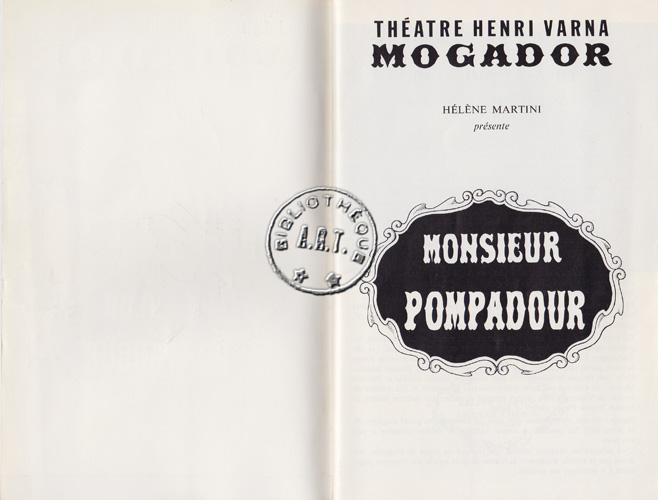 THÉATRE HENRI VARNA
MOGADOR
HÉLÈNE MARTINI
présente
BIBLIOTHÈQUE
A.R.T.
MONSIEUR
POMPADOUR